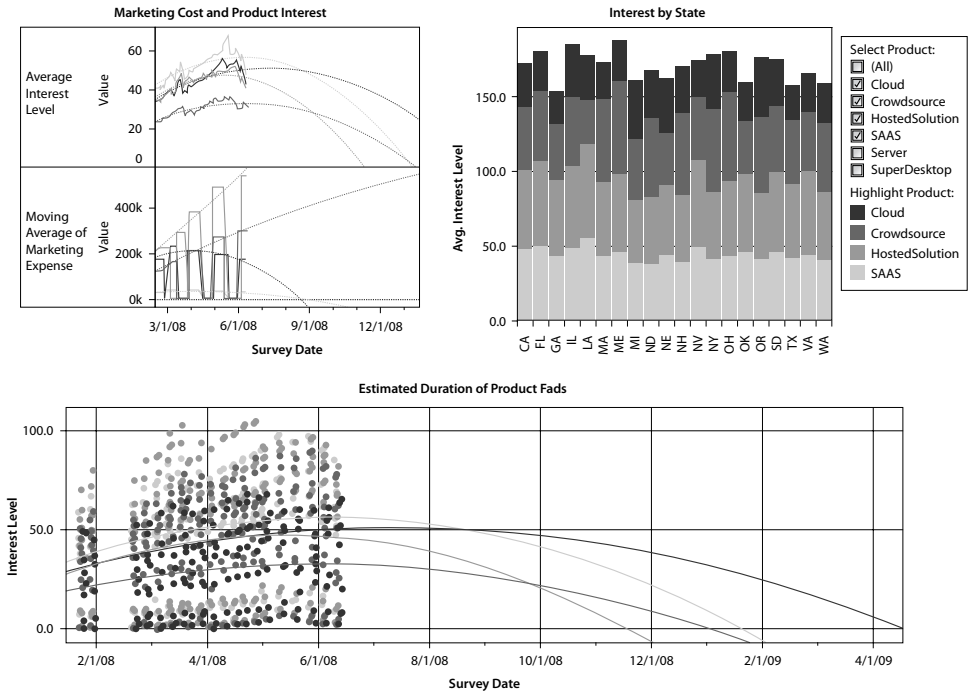 Marketing Cost and Product Interest
Average
Interest
Level
Value
60
40
20
0
Moving
Average of
Marketing
Expense
Value
400k
200k
0k
3/1/08
6/1/08
9/1/08
12/1/08
Survey Date
Interest by State
Avg. Interest Level
150.0
100.0
50.0
0.0
CA
FL
GA
IL
LA
MA
ME
MI
ND
NE
NH
NV
NY
OH
OK
OR
SD
TX
VA
WA
Select Product:
(All)
Cloud
Crowdsource
HostedSolution
SAAS
Server
SuperDesktop
Highlight Product:
Cloud
Crowdsource
HostedSolution
SAAS
Estimated Duration of Product Fads
Interest Level
100.0
50.0
0.0
2/1/08
4/1/08
6/1/08
8/1/08
10/1/08
12/1/08
2/1/09
4/1/09
Survey Date